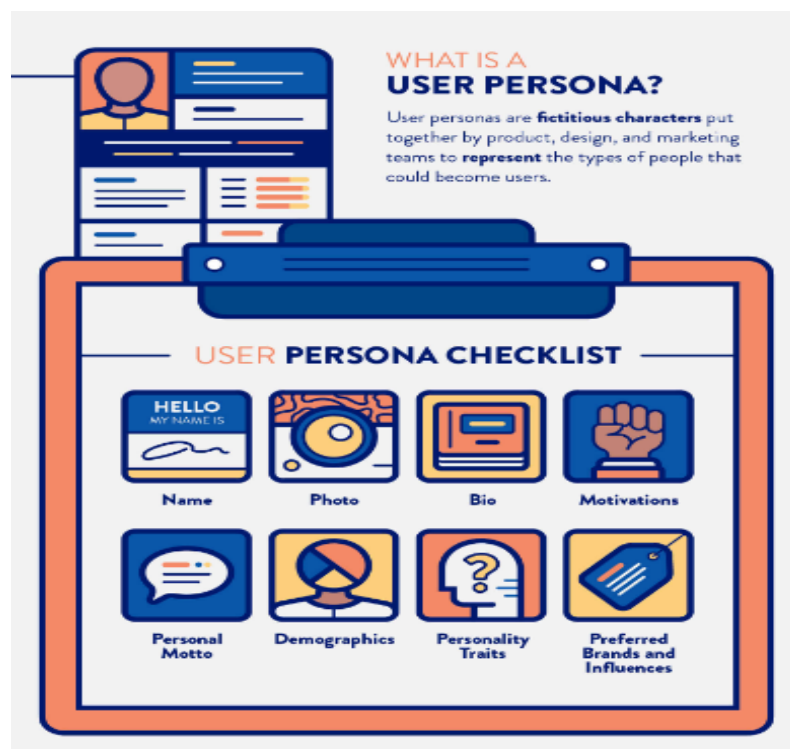 WHAT IS A
USER PERSONA?
User personas are fictitious characters put
together by product, design, and marketing
teams to represent the types of people that
could become users.
USER PERSONA CHECKLIST
HELLO
MY NAME IS
Name
Photo
Bio
Motivations
Personal
Motto
Demographics
Personality
Traits
Preferred
Brands and
Influences